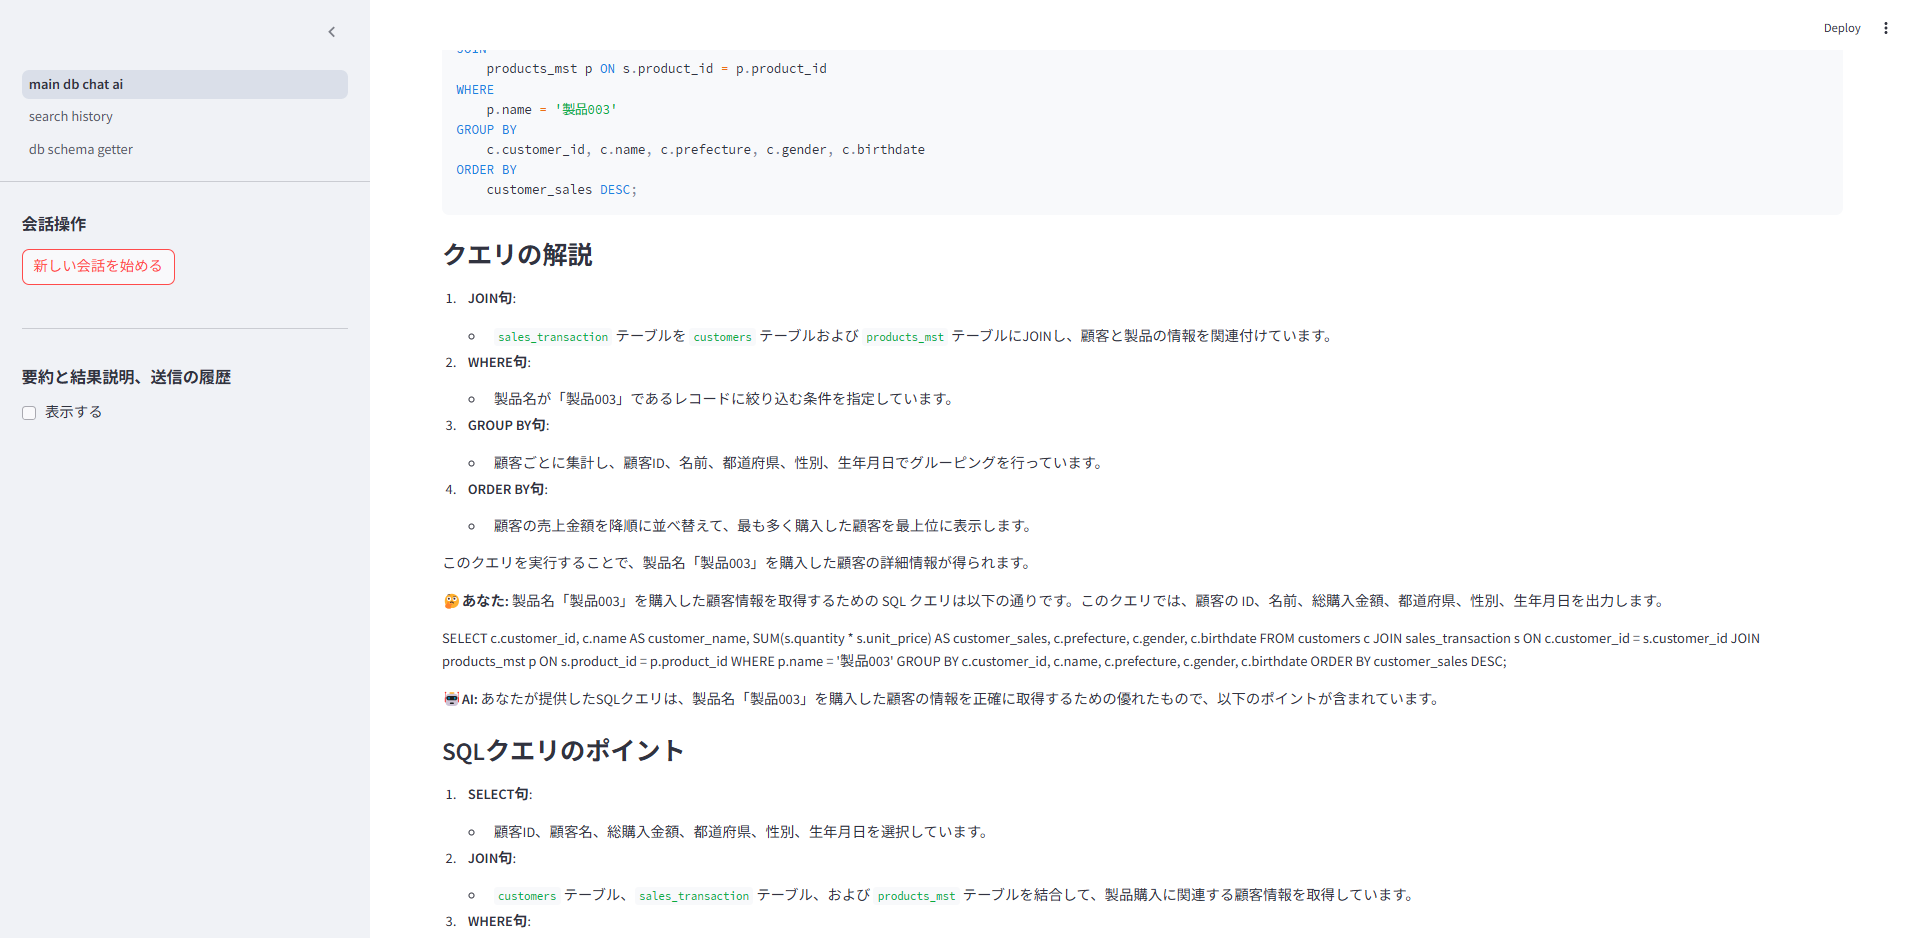 Deploy
main db chat ai
search history
db schema getter
会話操作
新しい会話を始める
要約と結果説明、送信の履歴
表示する
JOIN
products_mst p ON s.product_id = p.product_id
WHERE
p.name = '製品003'
GROUP BY
c.customer_id, c.name, c.prefecture, c.gender, c.birthdate
ORDER BY
customer_sales DESC;
クエリの解説
1. JOIN句:
sales_transaction テーブルを customers テーブルおよび products_mst テーブルにJOINし、顧客と製品の情報を関連付けています。
2. WHERE句:
製品名が「製品003」であるレコードに絞り込む条件を指定しています。
3. GROUP BY句:
顧客ごとに集計し、顧客ID、名前、都道府県、性別、生年月日でグルーピングを行っています。
4. ORDER BY句:
顧客の売上金額を降順に並べ替えて、最も多く購入した顧客を最上位に表示します。
このクエリを実行することで、製品名「製品003」を購入した顧客の詳細情報が得られます。
あなた: 製品名「製品003」を購入した顧客情報を取得するための SQL クエリは以下の通りです。このクエリでは、顧客の ID、名前、総購入金額、都道府県、性別、生年月日を出力します。
SELECT c.customer_id, c.name AS customer_name, SUM(s.quantity * s.unit_price) AS customer_sales, c.prefecture, c.gender, c.birthdate FROM customers c JOIN sales_transaction s ON c.customer_id = s.customer_id JOIN
products_mst p ON s.product_id = p.product_id WHERE p.name = '製品003' GROUP BY c.customer_id, c.name, c.prefecture, c.gender, c.birthdate ORDER BY customer_sales DESC;
AI: あなたが提供したSQLクエリは、製品名「製品003」を購入した顧客の情報を正確に取得するための優れたもので、以下のポイントが含まれています。
SQLクエリのポイント
1. SELECT句:
顧客ID、顧客名、総購入金額、都道府県、性別、生年月日を選択しています。
2. JOIN句:
customers テーブル、 sales_transaction テーブル、および products_mst テーブルを結合して、製品購入に関連する顧客情報を取得しています。
3. WHERE句: